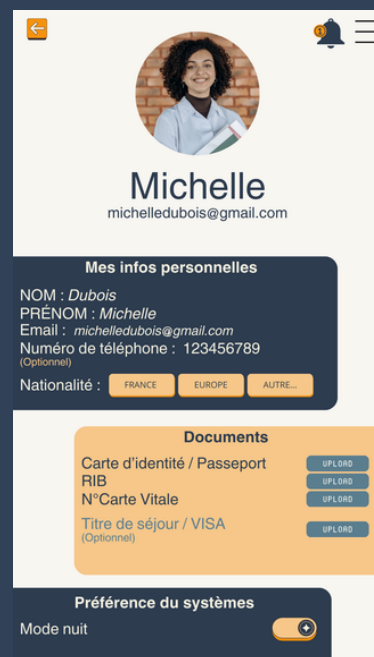 Michelle
michelledubois@gmail.com
Mes infos personnelles
NOM : Dubois
PRÉNOM : Michelle
Email : michelledubois@gmail.com
Numéro de téléphone : 123456789
(Optionnel)
Nationalité : FRANCE EUROPE AUTRE...
Documents
Carte d'identité / Passeport UPLOAD
RIB UPLOAD
N°Carte Vitale UPLOAD
Titre de séjour / VISA UPLOAD
(Optionnel)
Préférence du systèmes
Mode nuit